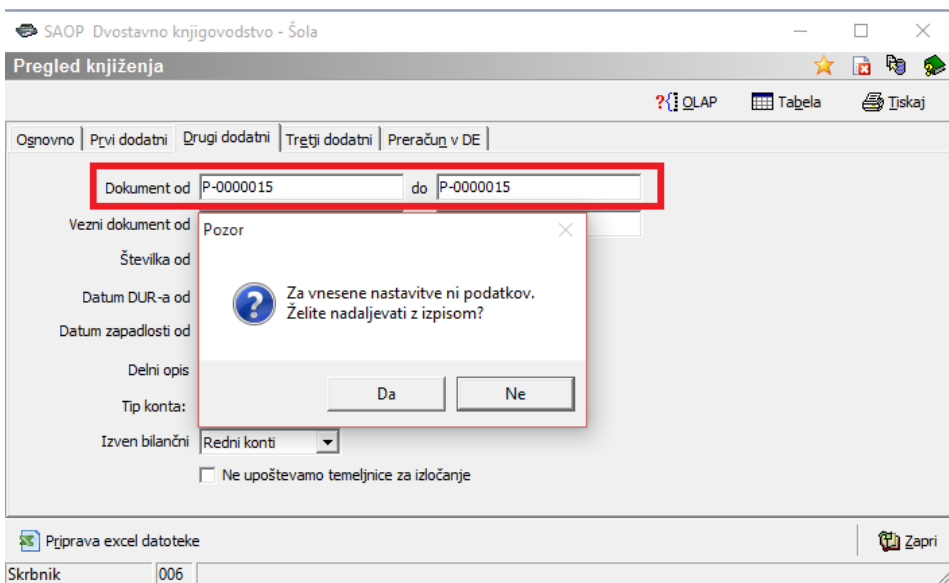 SAOP Dvostavno knjigovodstvo - Šola
Pregled knjiženja
?{ OLAP Tabela Tiskaj
Osnovno Prvi dodatni Drugi dodatni Tretji dodatni Preračun v DE
Dokument od P-0000015 do P-0000015
Vezni dokument od
Številka od
Datum DUR-a od
Datum zapadlosti od
Delni opis
Tip konta:
Izven bilančni Redni konti
Ne upoštevamo temeljnice za izločanje
Pozor
Za vnesene nastavitve ni podatkov.
Želite nadaljevati z izpisom?
Da Ne
Priprava excel datoteke Zapri
Skrbnik 006